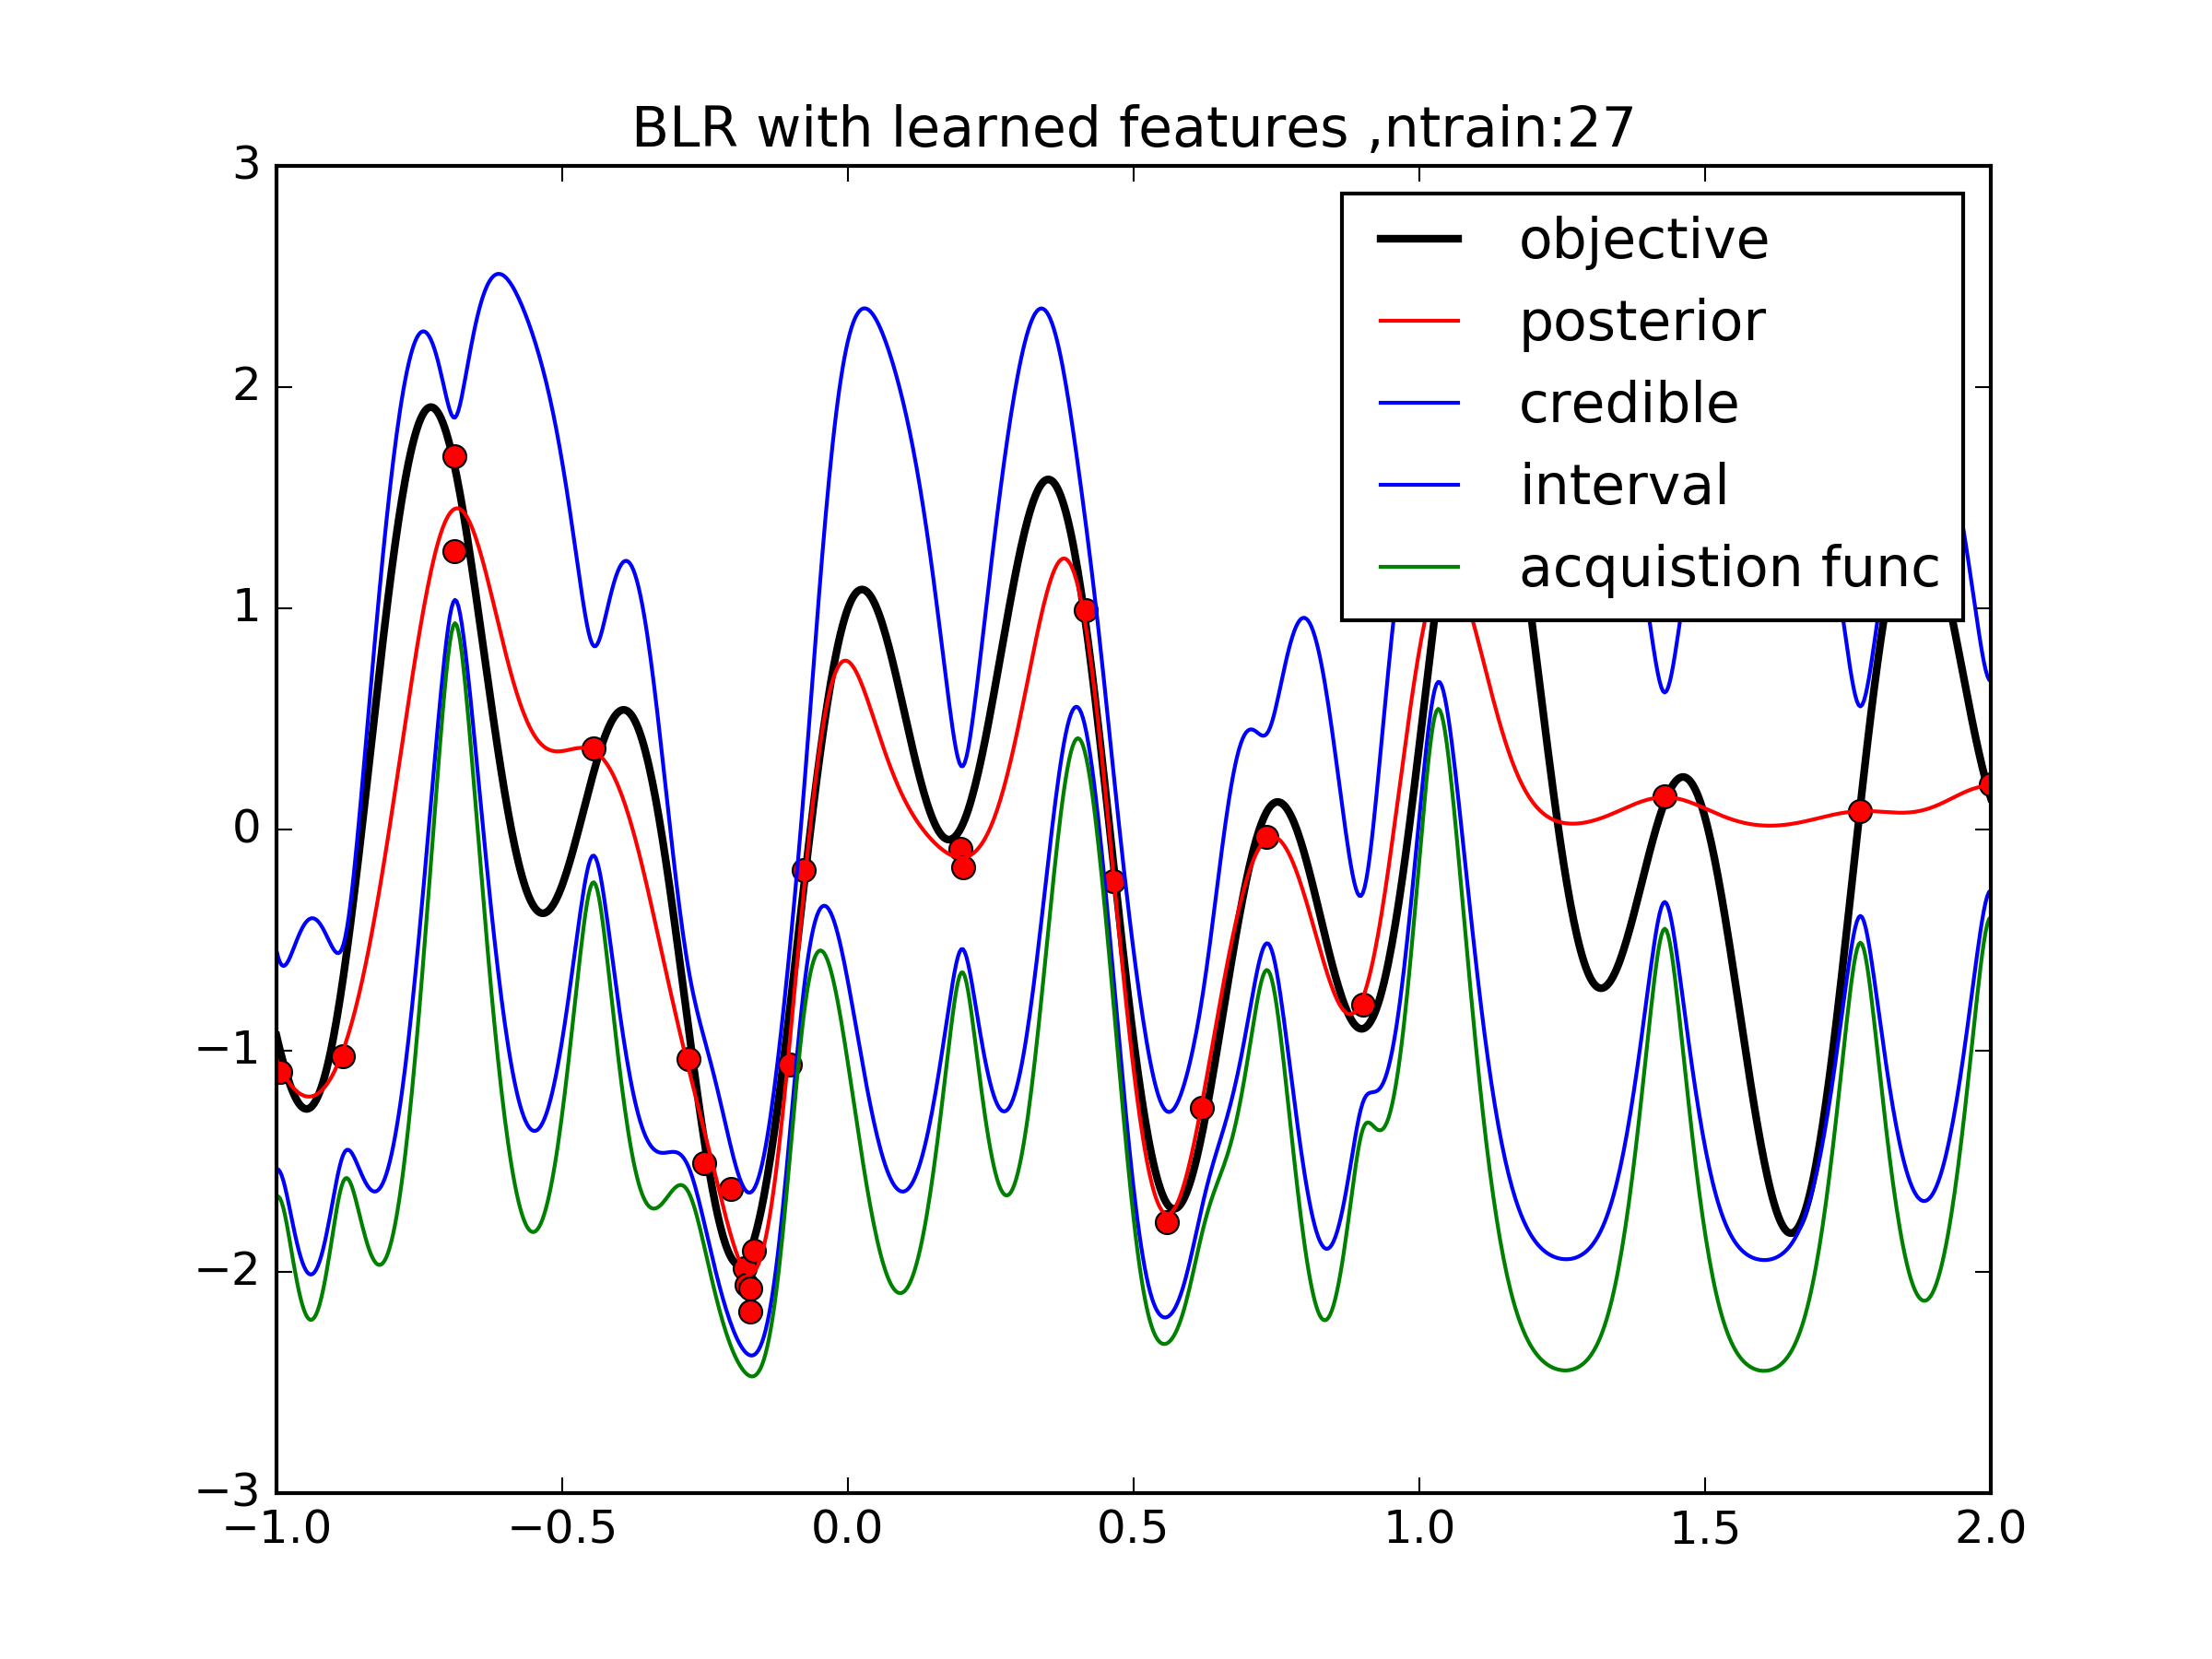 BLR with learned features ,ntrain:27
3
2
1
0
−1
−2
−3
objective
posterior
credible
interval
acquistion func
−1.0 −0.5 0.0 0.5 1.0 1.5 2.0